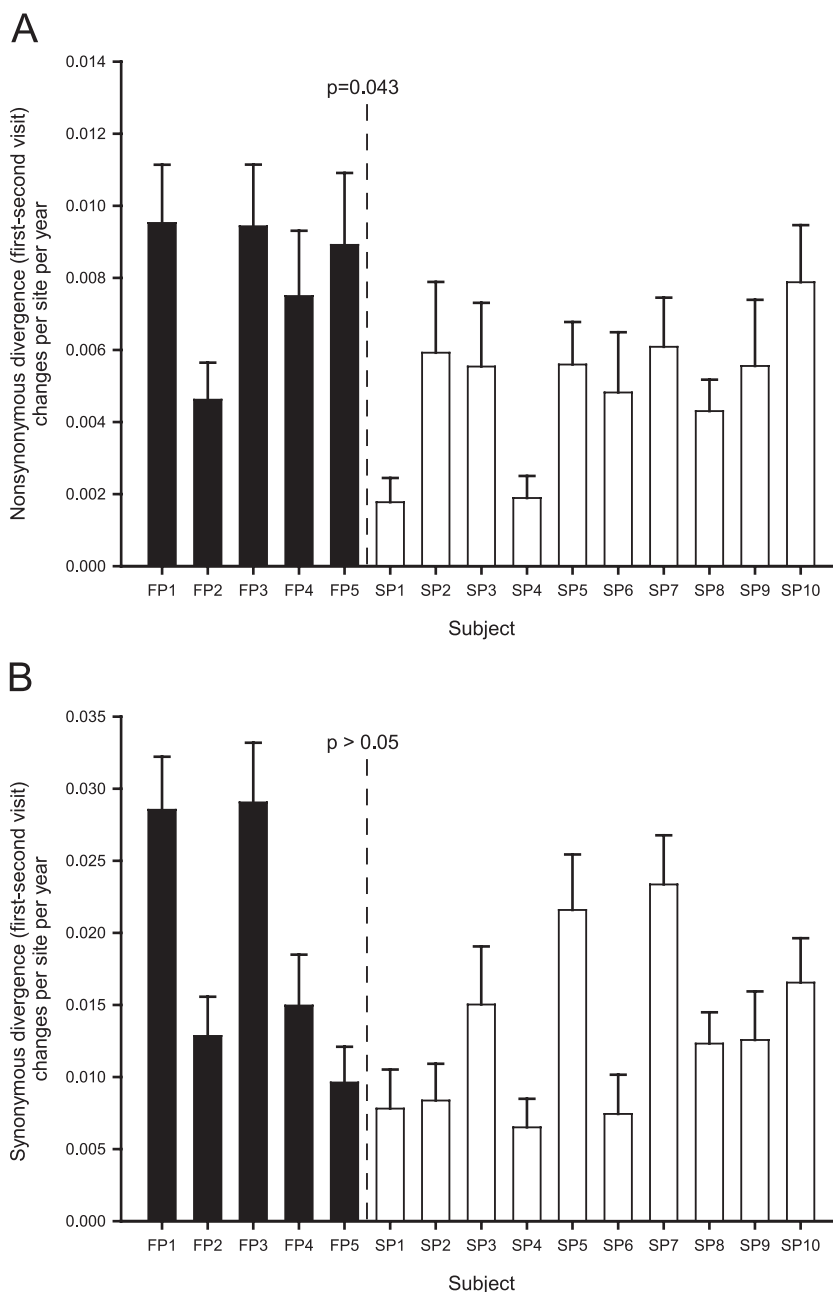 A
Nonsynonymous divergence (first-second visit)
changes per site per year
0.014
0.012
0.010
0.008
0.006
0.004
0.002
0.000
p=0.043
FP1 FP2 FP3 FP4 FP5 SP1 SP2 SP3 SP4 SP5 SP6 SP7 SP8 SP9 SP10
Subject
B
Synonymous divergence (first-second visit)
changes per site per year
0.035
0.030
0.025
0.020
0.015
0.010
0.005
0.000
p > 0.05
FP1 FP2 FP3 FP4 FP5 SP1 SP2 SP3 SP4 SP5 SP6 SP7 SP8 SP9 SP10
Subject